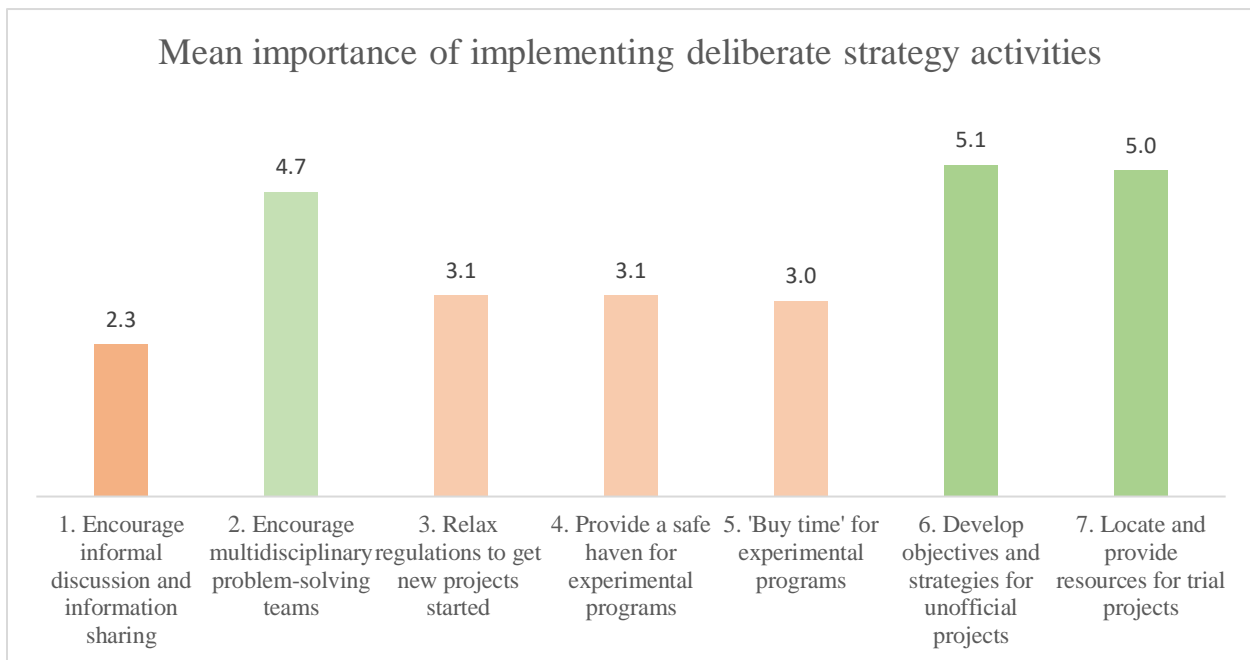 Mean importance of implementing deliberate strategy activities
2.3
4.7
3.1
3.1
3.0
5.1
5.0
1. Encourage
informal
discussion and
information
sharing
2. Encourage
multidisciplinary
problem-solving
teams
3. Relax
regulations to get
new projects
started
4. Provide a safe
haven for
experimental
programs
5. 'Buy time' for
experimental
programs
6. Develop
objectives and
strategies for
unofficial
projects
7. Locate and
provide
resources for trial
projects